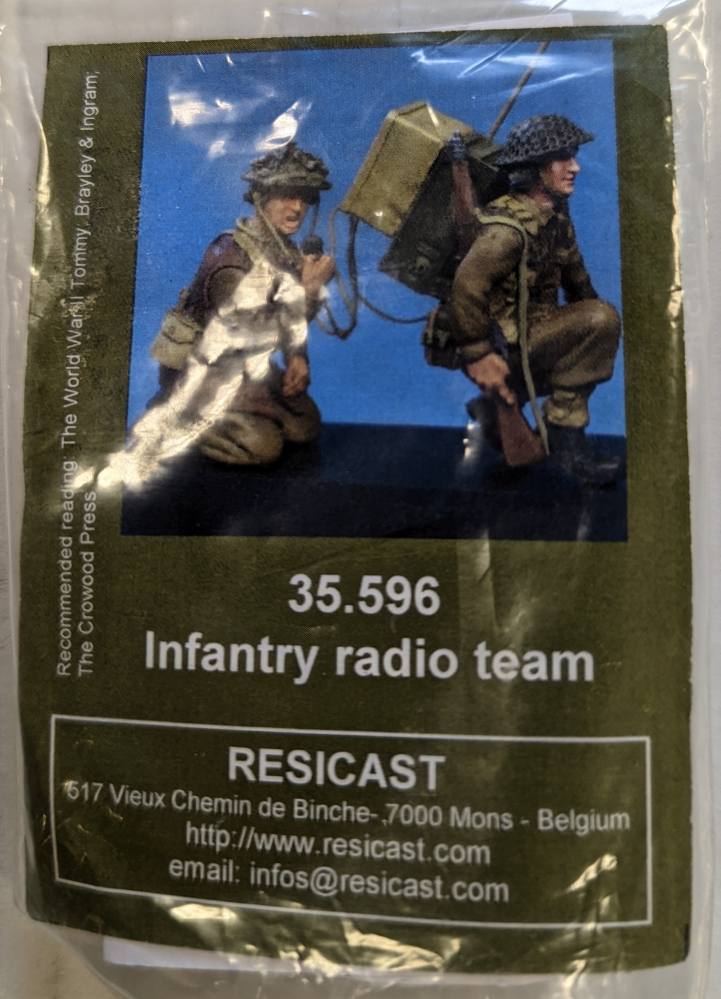 Recommended reading: The World War II Tommy, Brayley & Ingram;
The Crowood Press
35.596
Infantry radio team
RESICAST
617 Vieux Chemin de Binche- ,7000 Mons - Belgium
http://www.resicast.com
email: infos@resicast.com